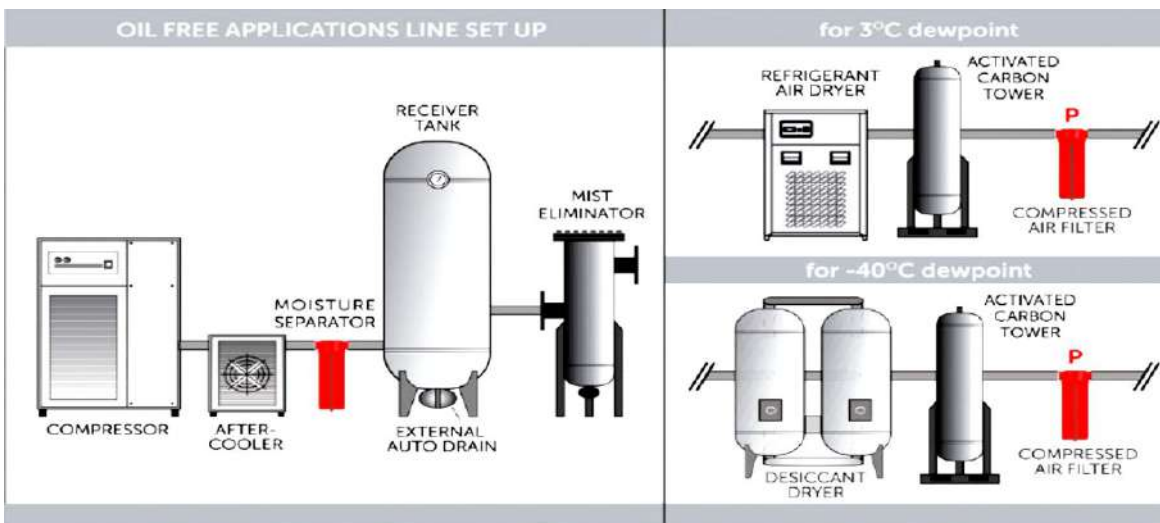 OIL FREE APPLICATIONS LINE SET UP
RECEIVER
TANK
MIST
ELIMINATOR
MOISTURE
SEPARATOR
COMPRESSOR
AFTER-
COOLER
EXTERNAL
AUTO DRAIN
for 3°C dewpoint
REFRIGERANT
AIR DRYER
ACTIVATED
CARBON
TOWER
P
COMPRESSED
AIR FILTER
for -40°C dewpoint
ACTIVATED
CARBON
TOWER
P
DESICCANT
DRYER
COMPRESSED
AIR FILTER